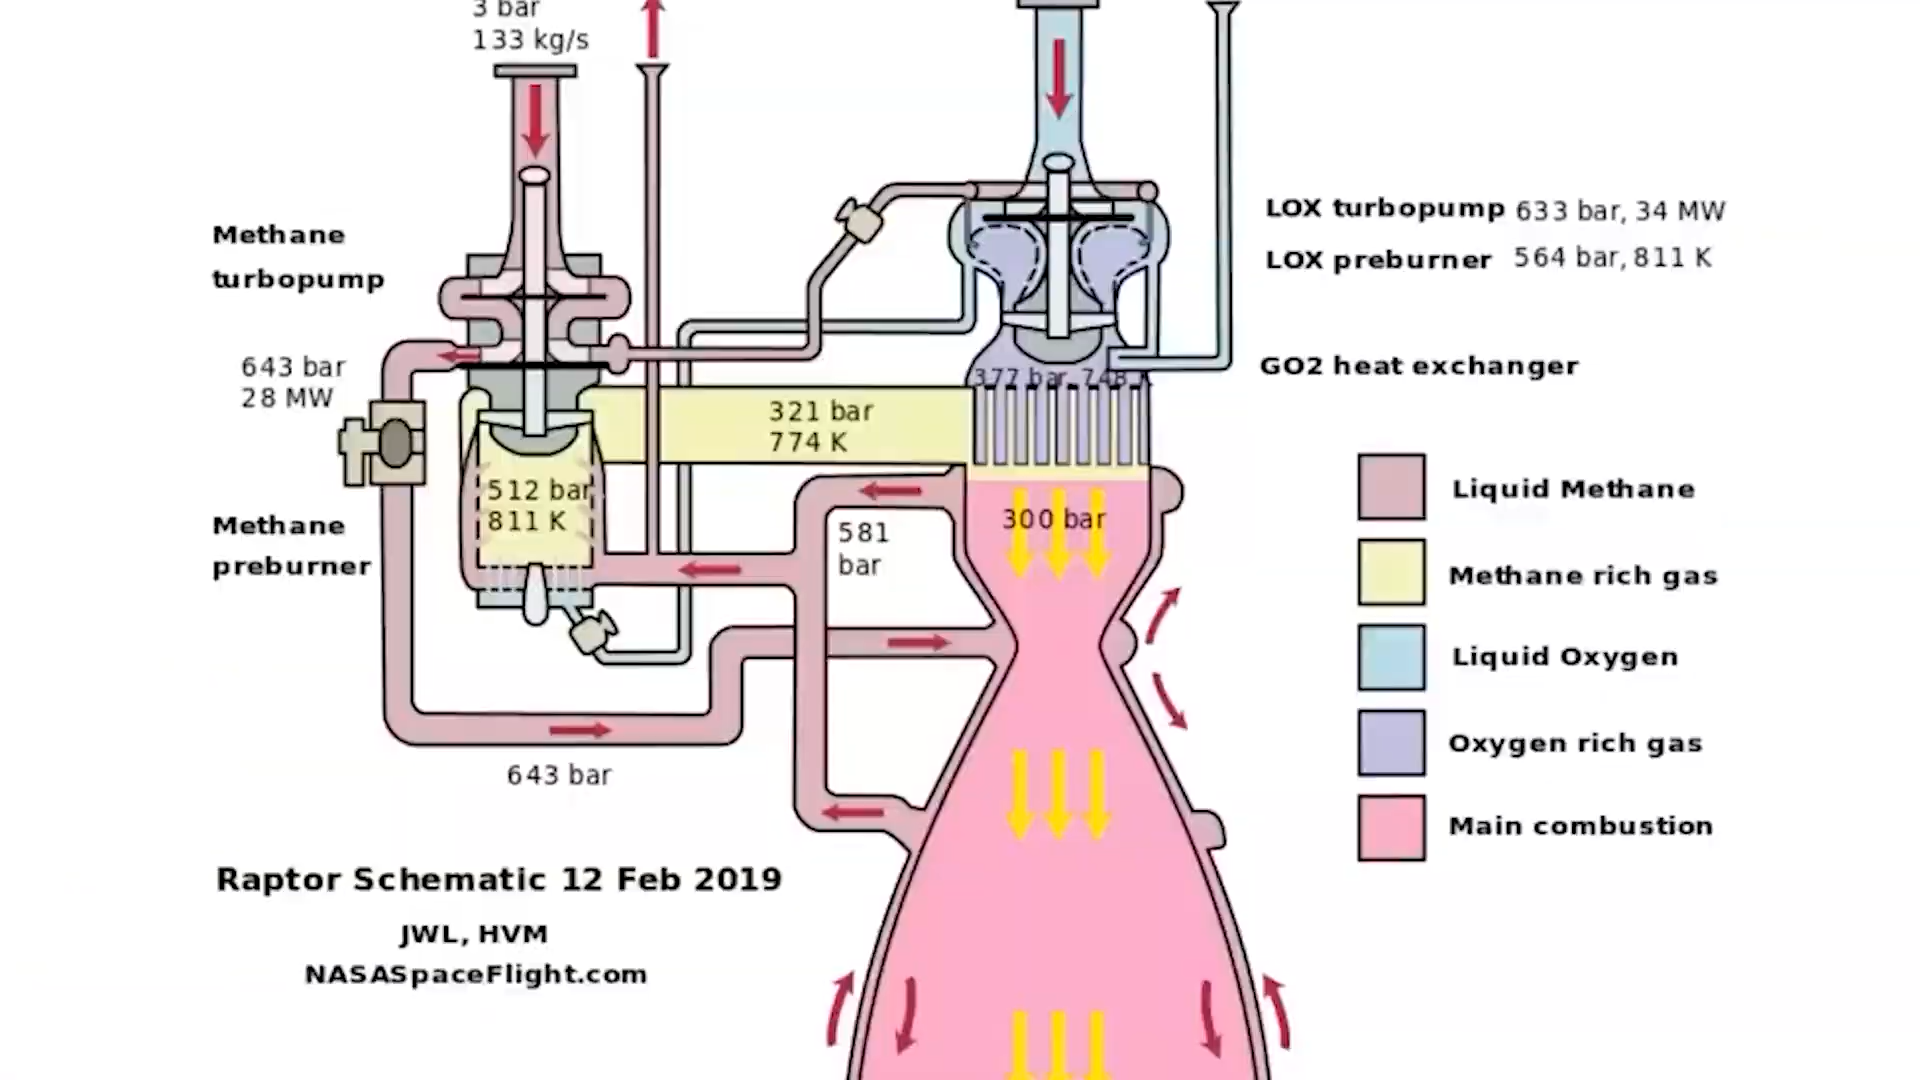 3 bar
133 kg/s
Methane
turbopump
LOX turbopump 633 bar, 34 MW
LOX preburner 564 bar, 811 K
643 bar
28 MW
GO2 heat exchanger
377 bar, 748 K
321 bar
774 K
512 bar
811 K
Methane
preburner
300 bar
581
bar
643 bar
Liquid Methane
Methane rich gas
Liquid Oxygen
Oxygen rich gas
Main combustion
Raptor Schematic 12 Feb 2019
JWL, HVM
NASASpaceFlight.com